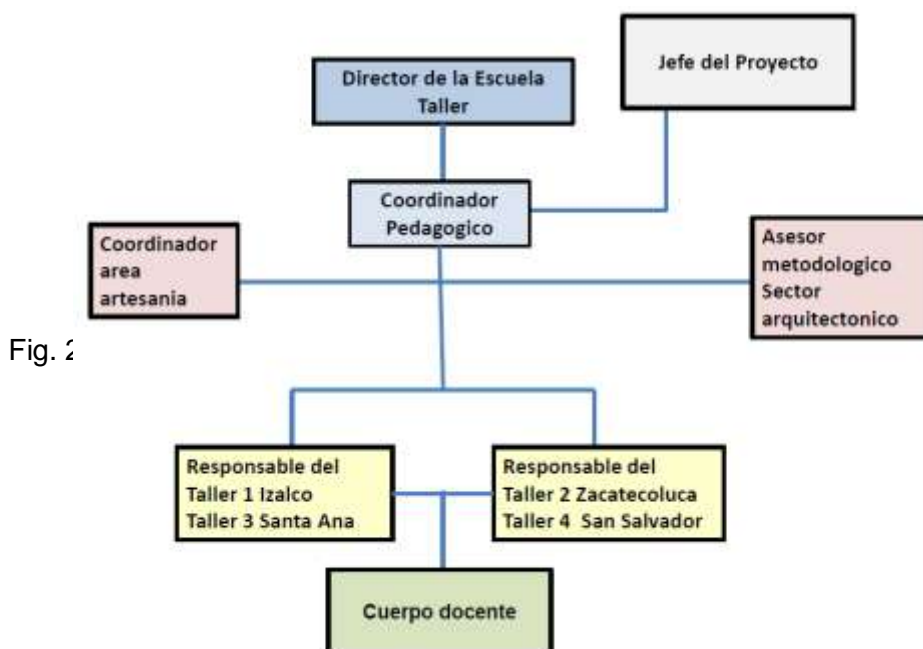 Director de la Escuela
Taller
Jefe del Proyecto
Coordinador
Pedagogico
Coordinador
area
artesania
Asesor
metodologico
Sector
arquitectonico
Fig.
Responsable del
Taller 1 Izalco
Taller 3 Santa Ana
Responsable del
Taller 2 Zacatecoluca
Taller 4 San Salvador
Cuerpo docente